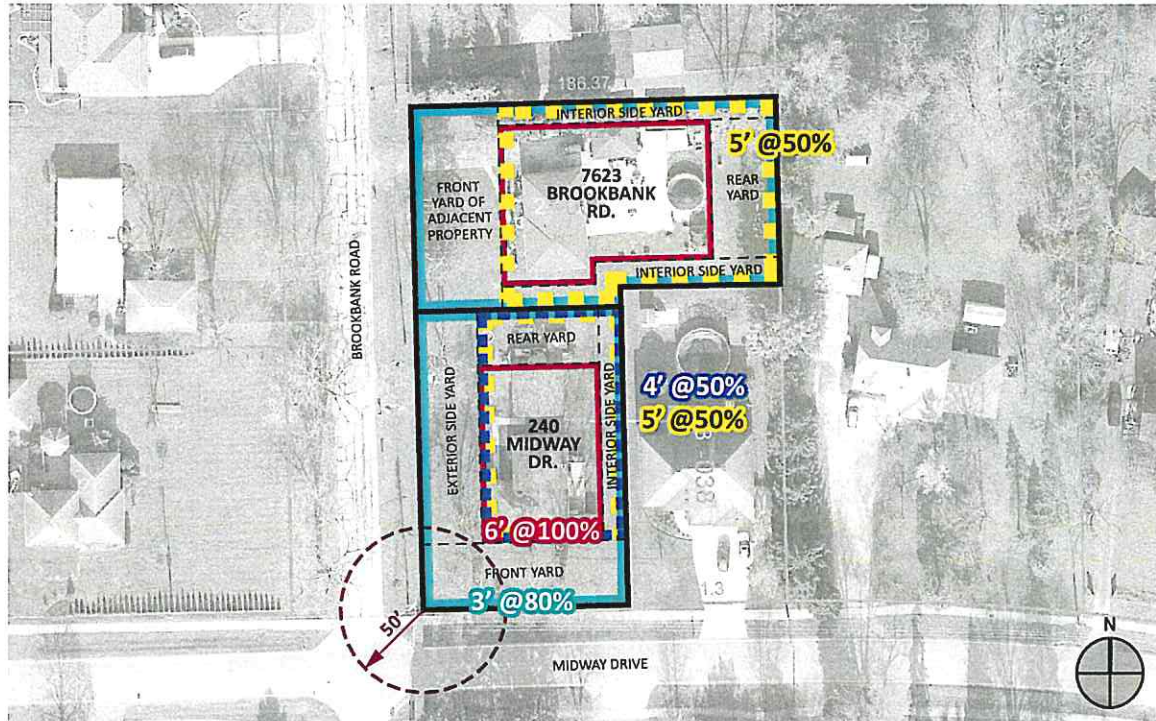 186.37
INTERIOR SIDE YARD
5' @50%
7623
BROOKBANK
RD.
FRONT
YARD OF
ADJACENT
PROPERTY
REAR
YARD
INTERIOR SIDE YARD
BROOKBANK ROAD
REAR YARD
EXTERIOR SIDE YARD
INTERIOR SIDE YARD
4' @50%
5' @50%
240
MIDWAY
DR.
6' @100%
FRONT YARD
3' @80%
50'
MIDWAY DRIVE
N